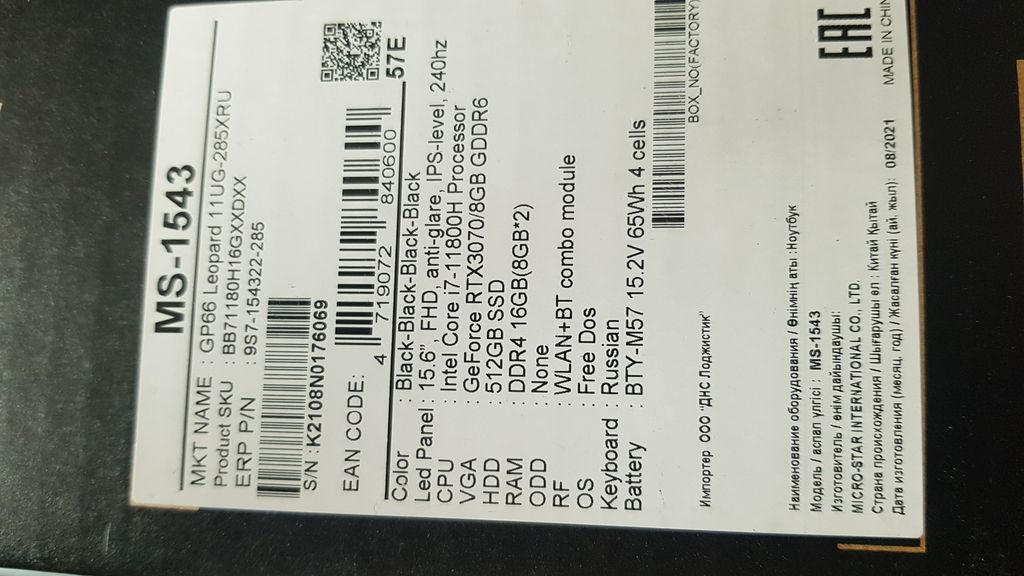 MS-1543
MKT NAME : GP66 Leopard 11UG-285XRU
Product SKU : BB71180H16GXXDXX
ERP P/N : 9S7-154322-285
S/N :K2108N0176069
EAN CODE:
4 719072 840600
57E
Color : Black-Black-Black-Black-Black
Led Panel : 15,6", FHD, anti-glare, IPS-level, 240hz
CPU : Intel Core i7-11800H Processor
VGA : GeForce RTX3070/8GB GDDR6
HDD : 512GB SSD
RAM : DDR4 16GB(8GB*2)
ODD : None
RF : WLAN+BT combo module
OS : Free Dos
Keyboard : Russian
Battery : BTY-M57 15.2V 65Wh 4 cells
BOX_NO(FACTORY)
Импортер ООО "ДНС Лоджистик"
Наименование оборудования / Өнімнің аты :Ноутбук
Модель / аспап үлгісі : MS-1543
Изготовитель / өнім дайындаушы:
MICRO-STAR INTERNATIONAL CO., LTD.
Страна происхождения / Шығарушы ел : Китай Қытай
Дата изготовления (месяц, год) / Жасалған күні (ай, жыл): 08/2021
MADE IN CHIN
EAC